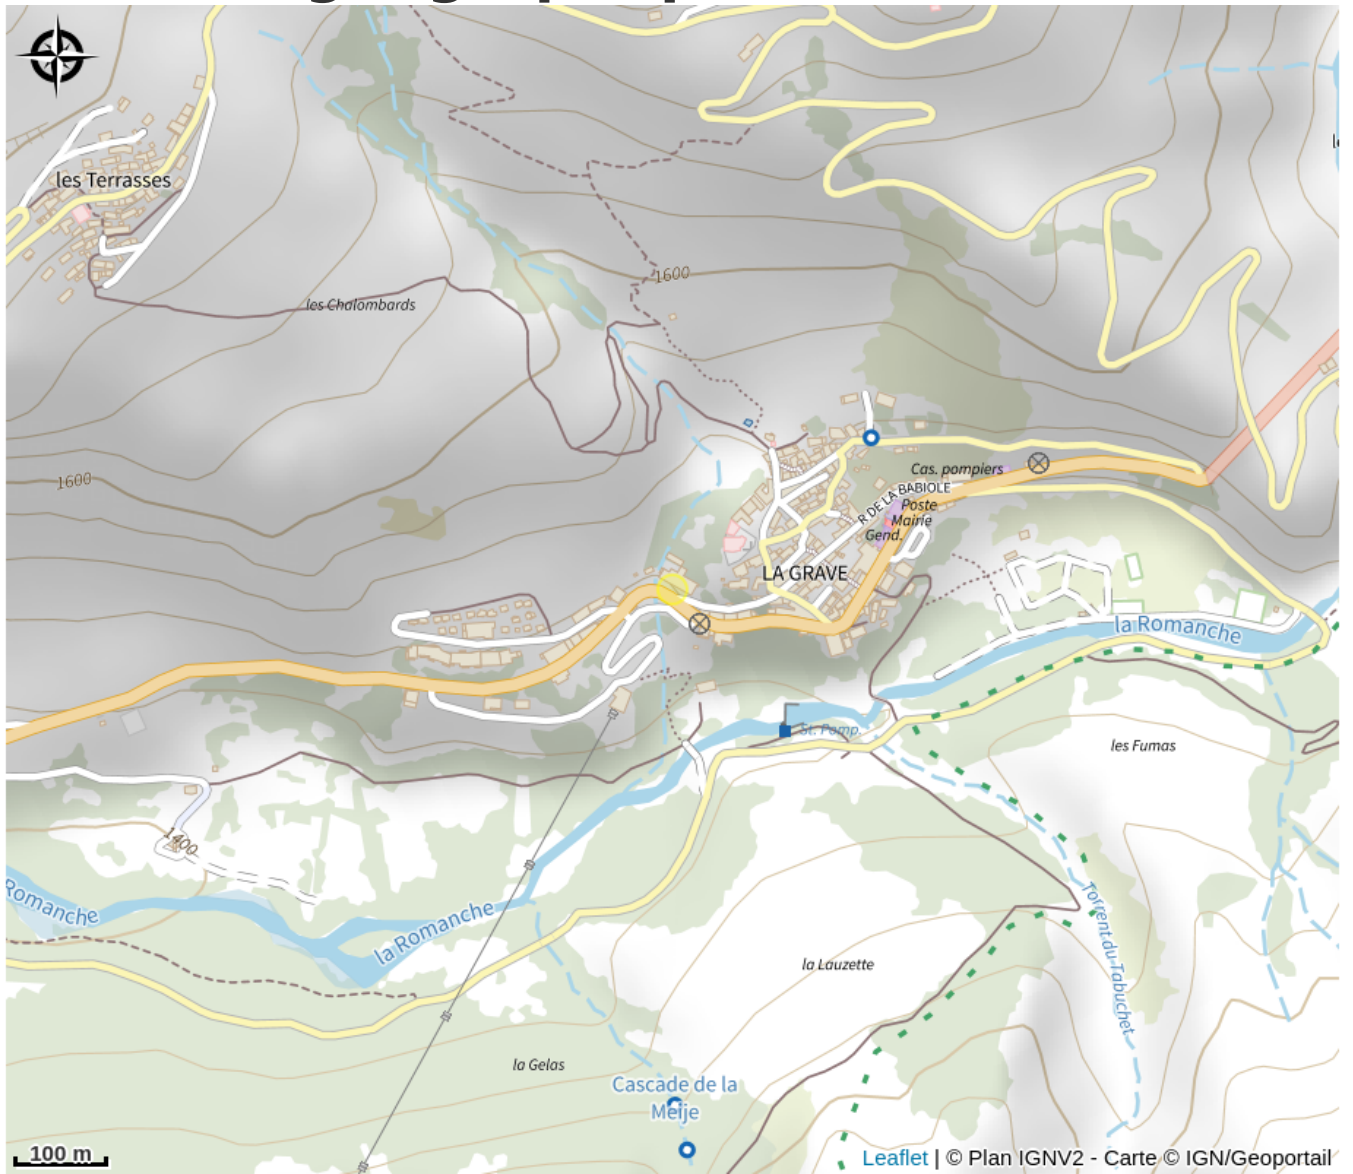 les Terrasses
1600
les Chalombards
1600
Cas. pompiers
R DE LA BABIOLE
Poste
Mairie
Gend.
LA GRAVE
la Romanche
St. Pomp.
les Fumas
1400
Romanche
la Romanche
Torrent du Tabuchet
la Lauzette
la Gelas
Cascade de la
Meije
100 m
Leaflet | © Plan IGNV2 - Carte © IGN/Geoportail